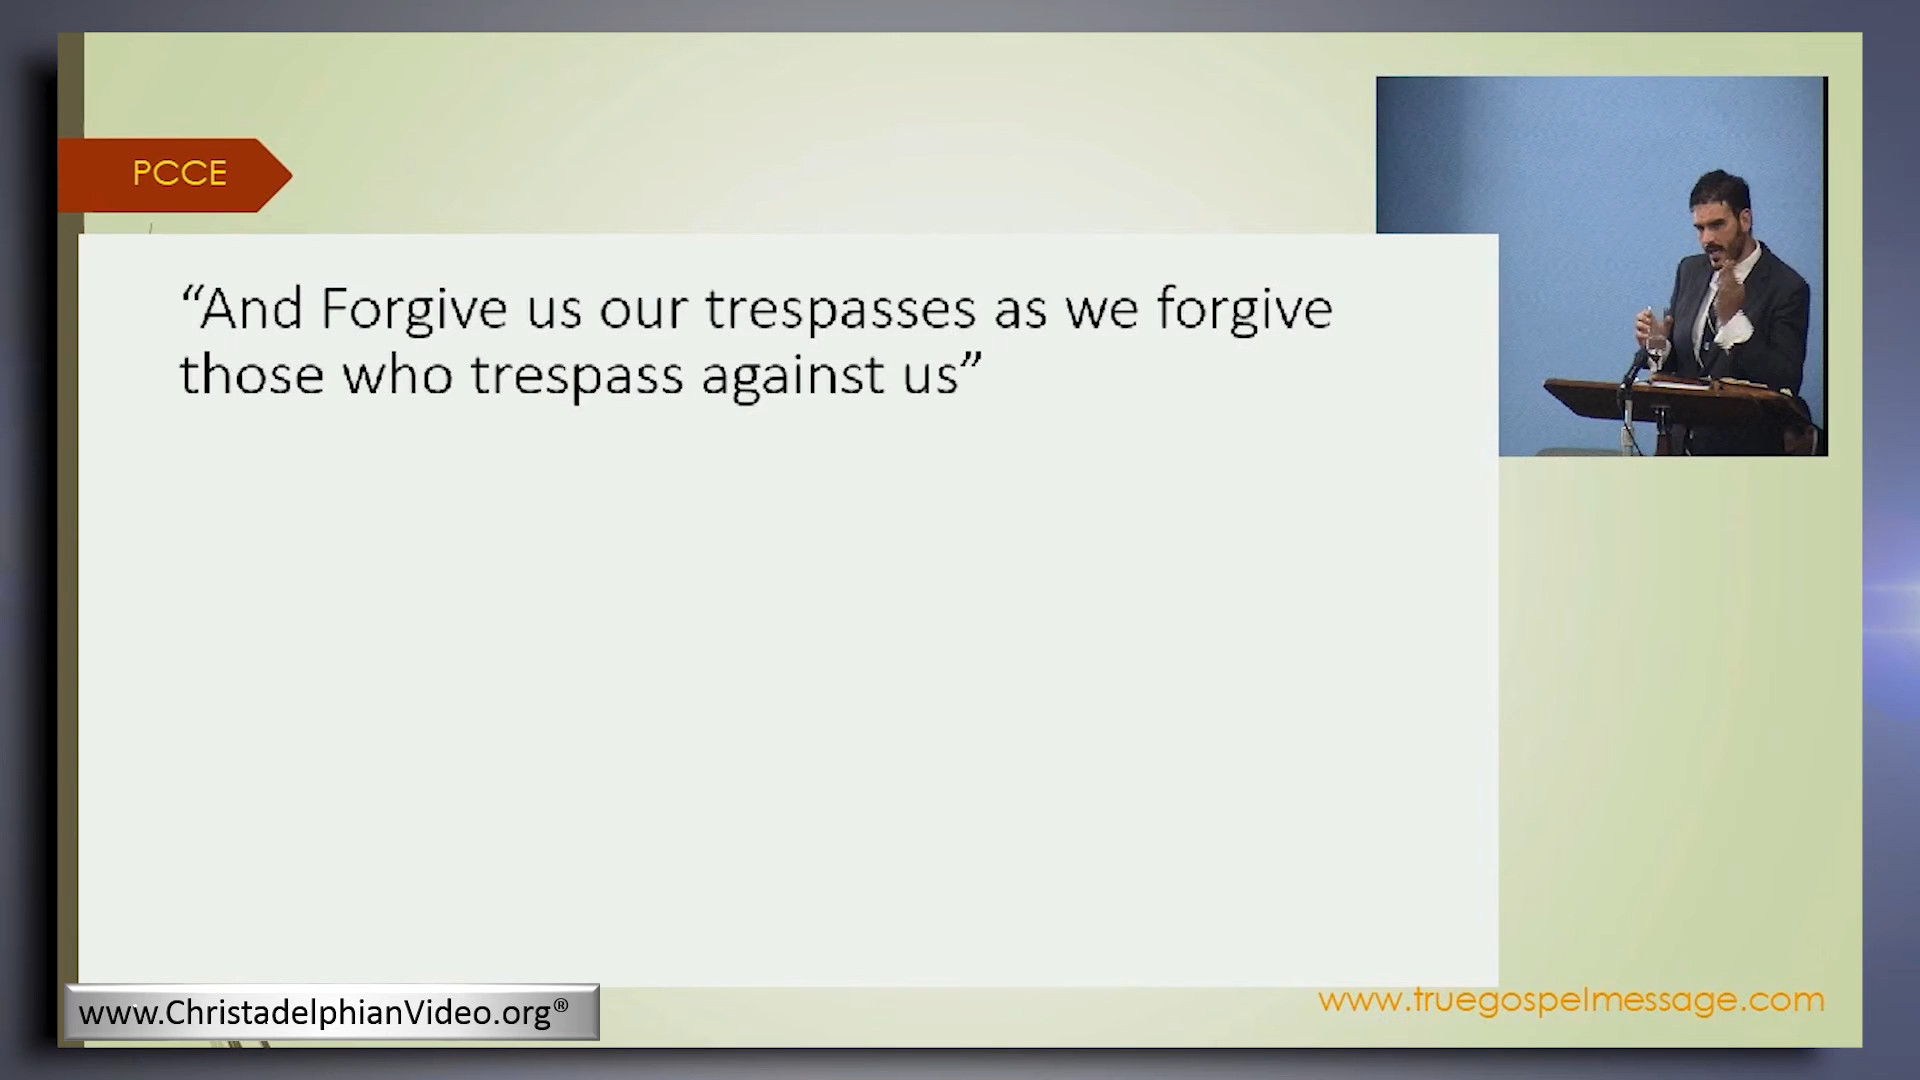 PCCE
“And Forgive us our trespasses as we forgive
those who trespass against us”
www.ChristadelphianVideo.org®
www.truegospelmessage.com